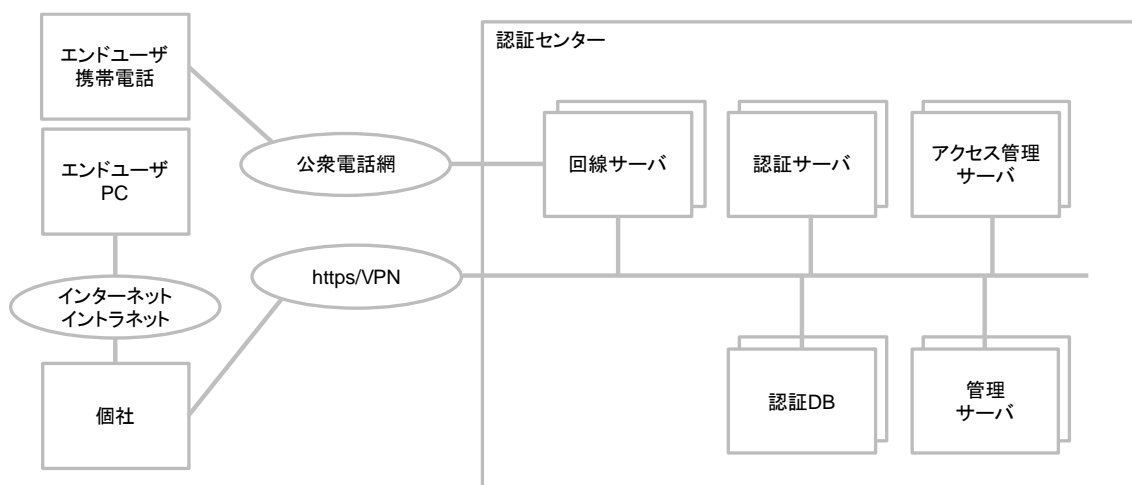 認証センター
エンドユーザ
携帯電話
エンドユーザ
PC
公衆電話網
回線サーバ
認証サーバ
アクセス管理
サーバ
https/VPN
インターネット
イントラネット
個社
認証DB
管理
サーバ